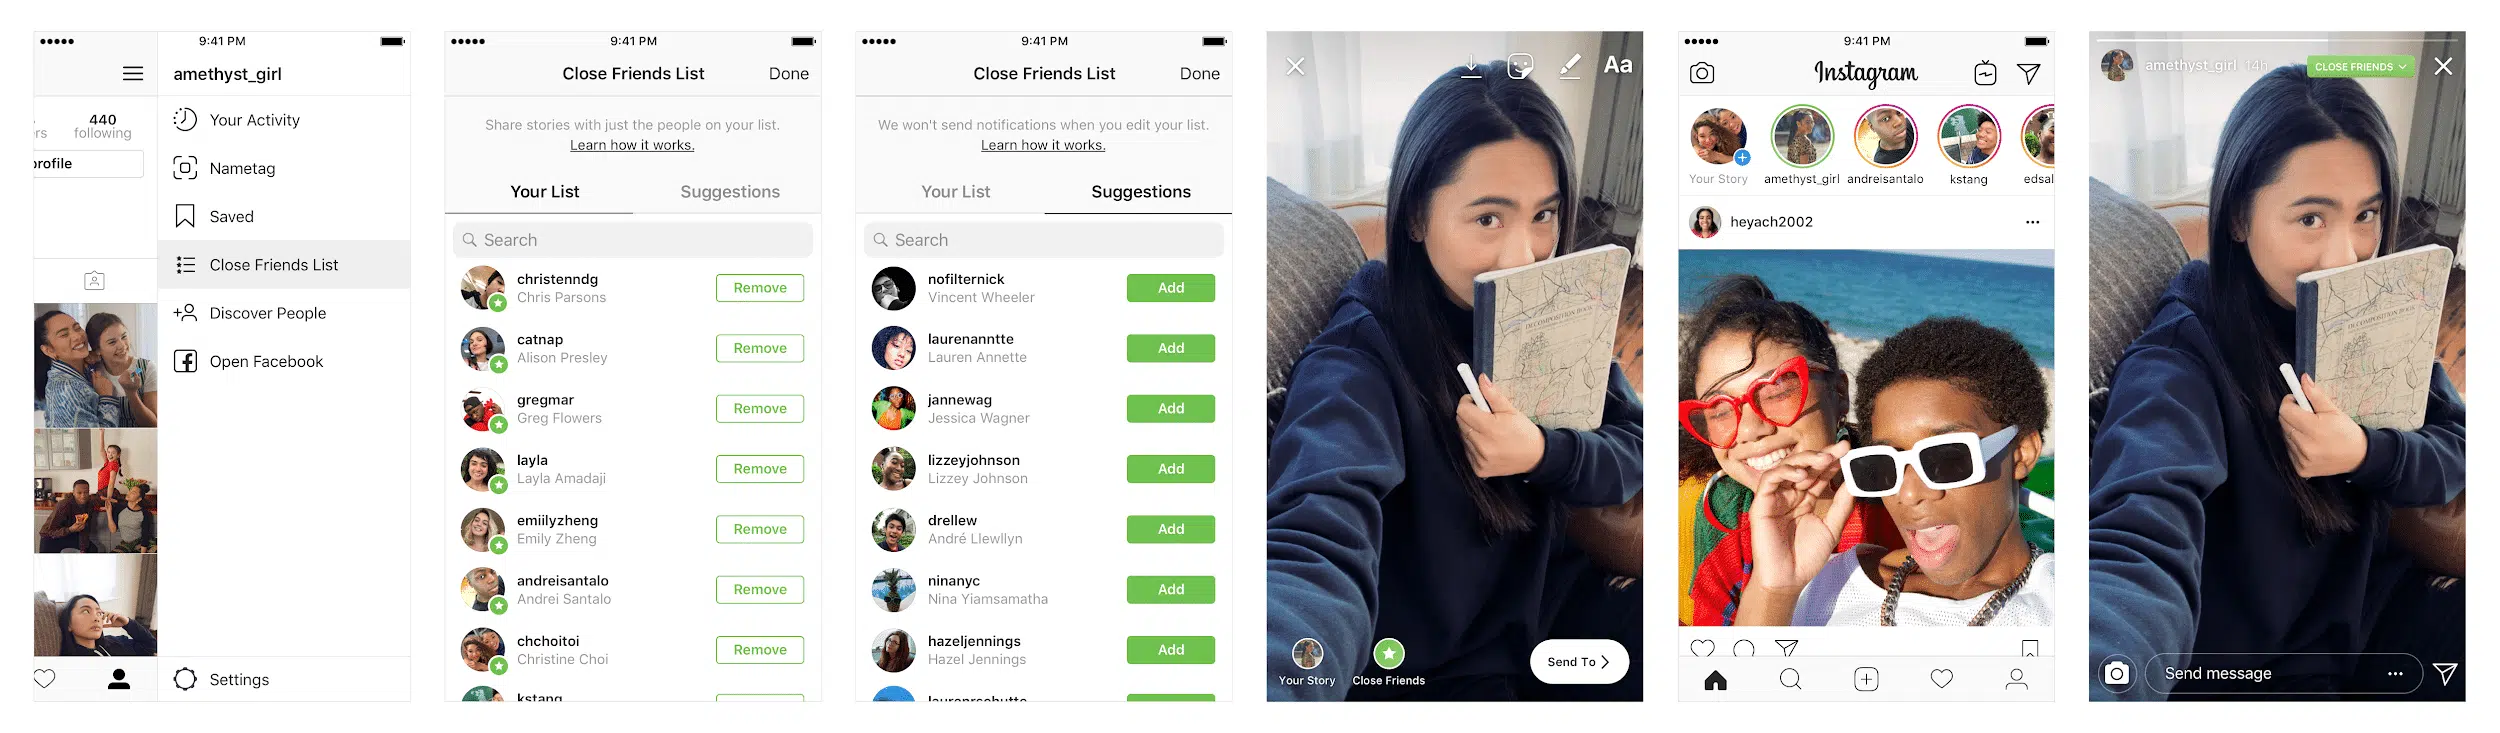 9:41 PM
amethyst_girl
440
ers
following
profile
Your Activity
Nametag
Saved
Close Friends List
Discover People
Open Facebook
Settings
9:41 PM
Close Friends List
Done
Share stories with just the people on your list.
Learn how it works.
Your List
Suggestions
Search
christenndg
Chris Parsons
Remove
catnap
Alison Presley
Remove
gregmar
Greg Flowers
Remove
layla
Layla Amadaji
Remove
emiilyzheng
Emily Zheng
Remove
andreisantalo
Andrei Santalo
Remove
chchoitoi
Christine Choi
Remove
kstang
9:41 PM
Close Friends List
Done
We won't send notifications when you edit your list.
Learn how it works.
Your List
Suggestions
Search
nofilternick
Vincent Wheeler
Add
laurenanntte
Lauren Annette
Add
jannewag
Jessica Wagner
Add
lizzeyjohnson
Lizzey Johnson
Add
drellew
André Llewllyn
Add
ninanyc
Nina Yiamsamatha
Add
hazeljennings
Hazel Jennings
Add
laurenrschutte
Aa
DECOMPOSITION BOOK
Your Story
Close Friends
Send To
9:41 PM
Instagram
Your Story
amethyst_girl
andreisantalo
kstang
edsal
heyach2002
amethyst_girl 14h
CLOSE FRIENDS
DECOMPOSITION BOOK
Send message